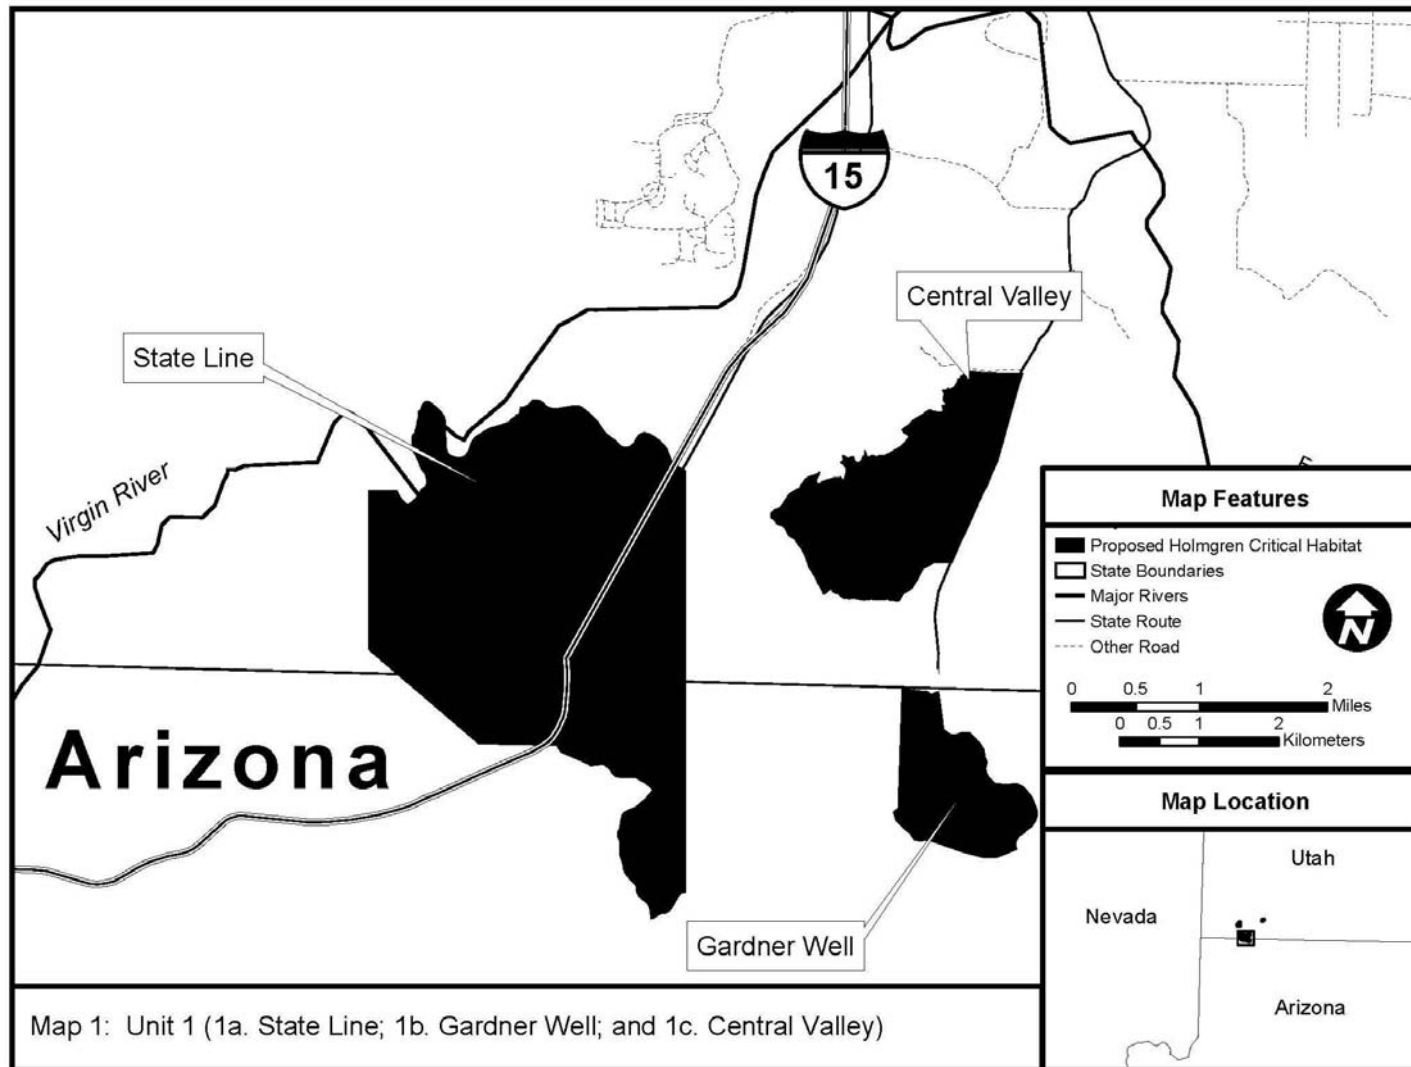 15
Central Valley
State Line
Virgin River
Arizona
Gardner Well
Map 1: Unit 1 (1a. State Line; 1b. Gardner Well; and 1c. Central Valley)
Map Features
Proposed Holmgren Critical Habitat
State Boundaries
Major Rivers
State Route
Other Road
N
0 0.5 1 2
Miles
0 0.5 1 2
Kilometers
Map Location
Utah
Nevada
Arizona